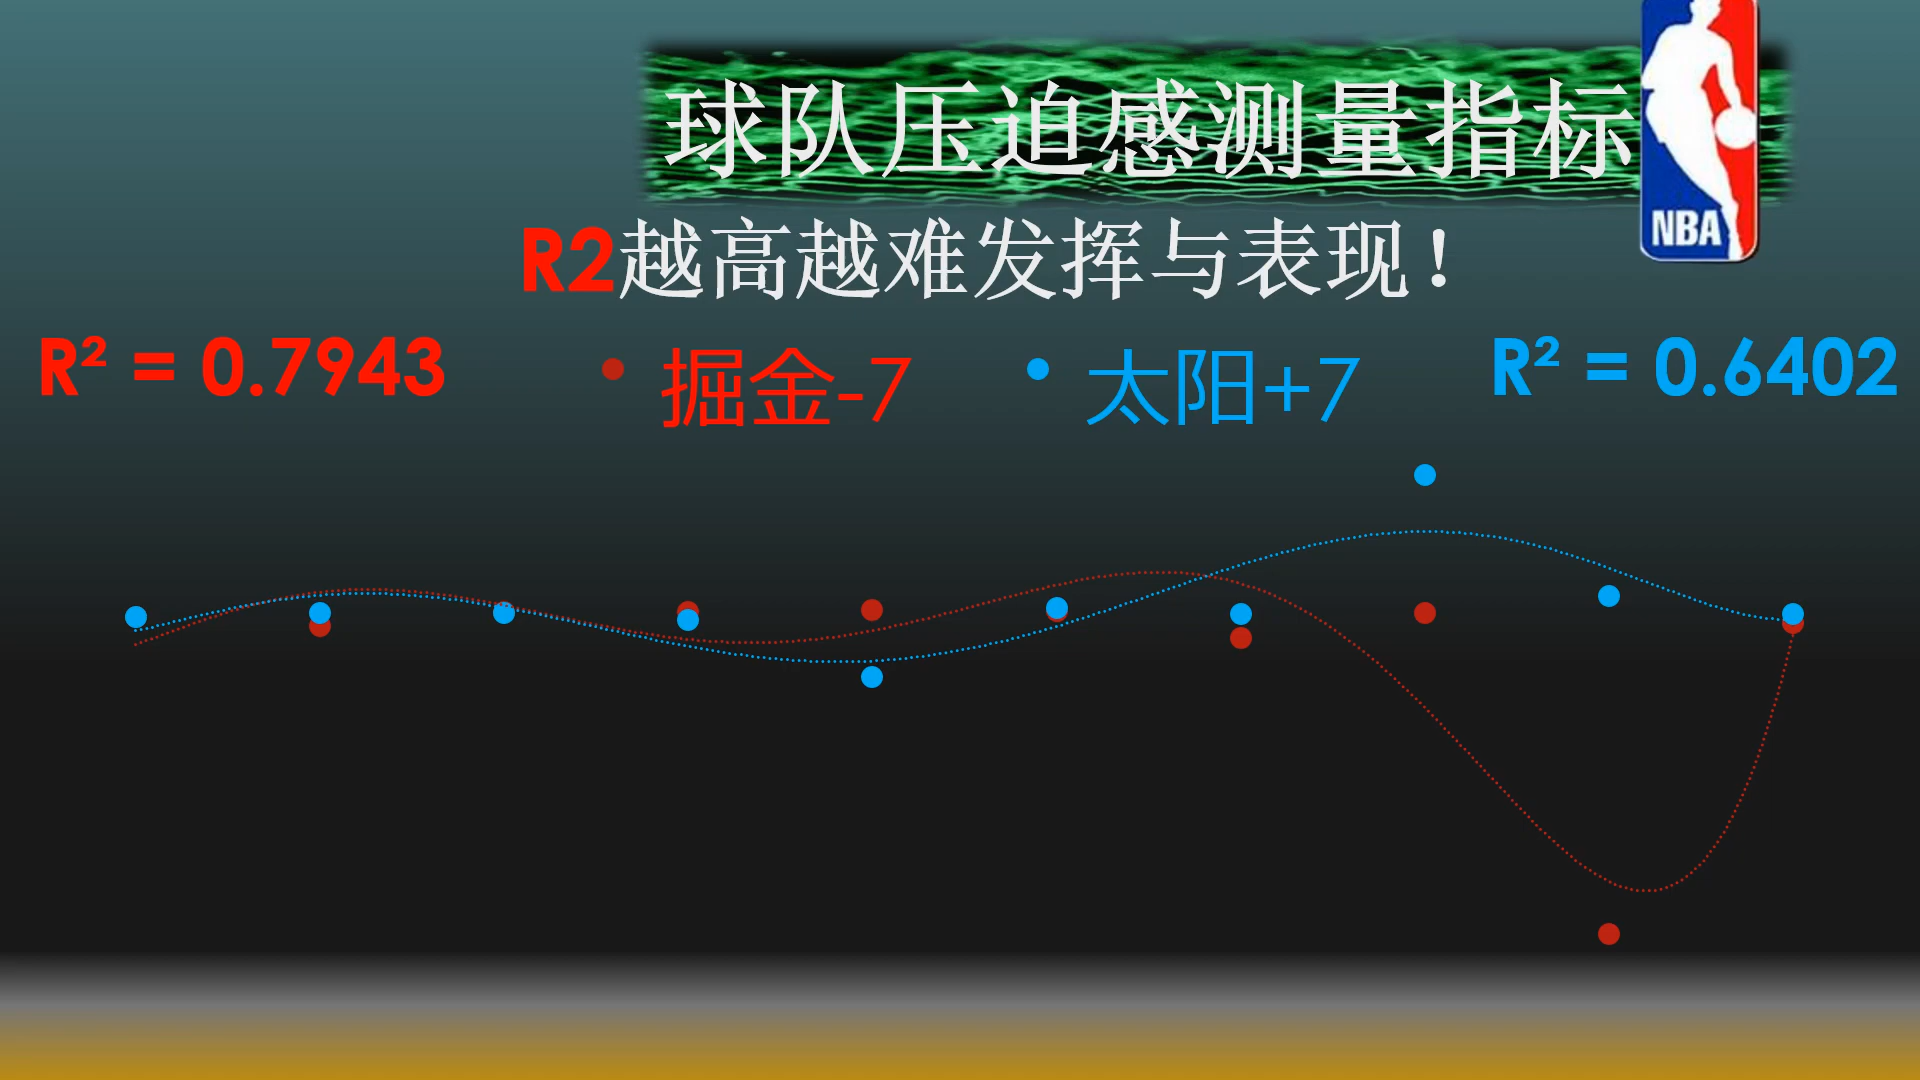 球队压迫感测量指标
NBA
R2越高越难发挥与表现！
R² = 0.7943
掘金-7
太阳+7
R² = 0.6402